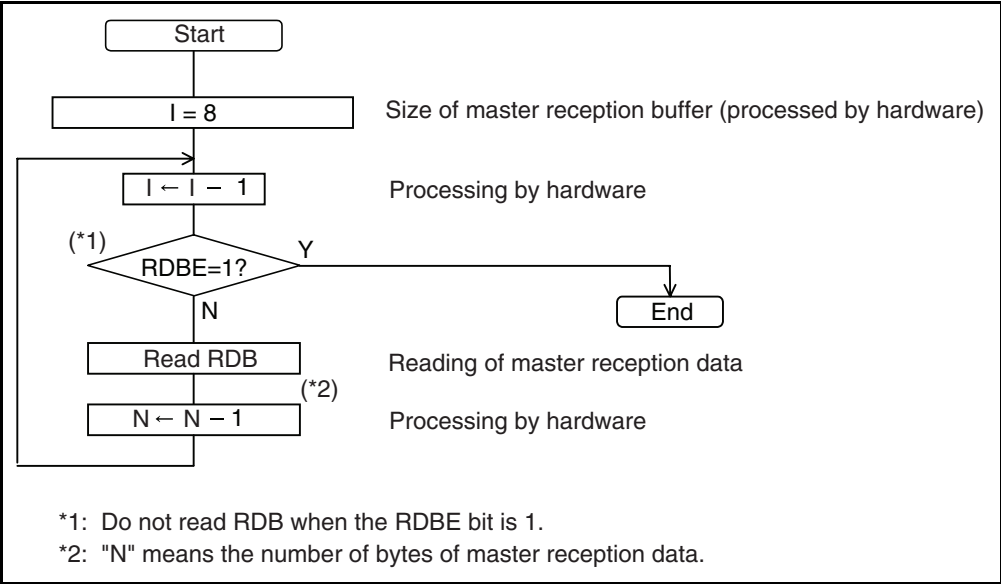 Start
I = 8 Size of master reception buffer (processed by hardware)
I ← I − 1 Processing by hardware
(*1) Y
RDBE=1?
N
End
Read RDB Reading of master reception data
(*2)
N ← N − 1 Processing by hardware
*1: Do not read RDB when the RDBE bit is 1.
*2: "N" means the number of bytes of master reception data.